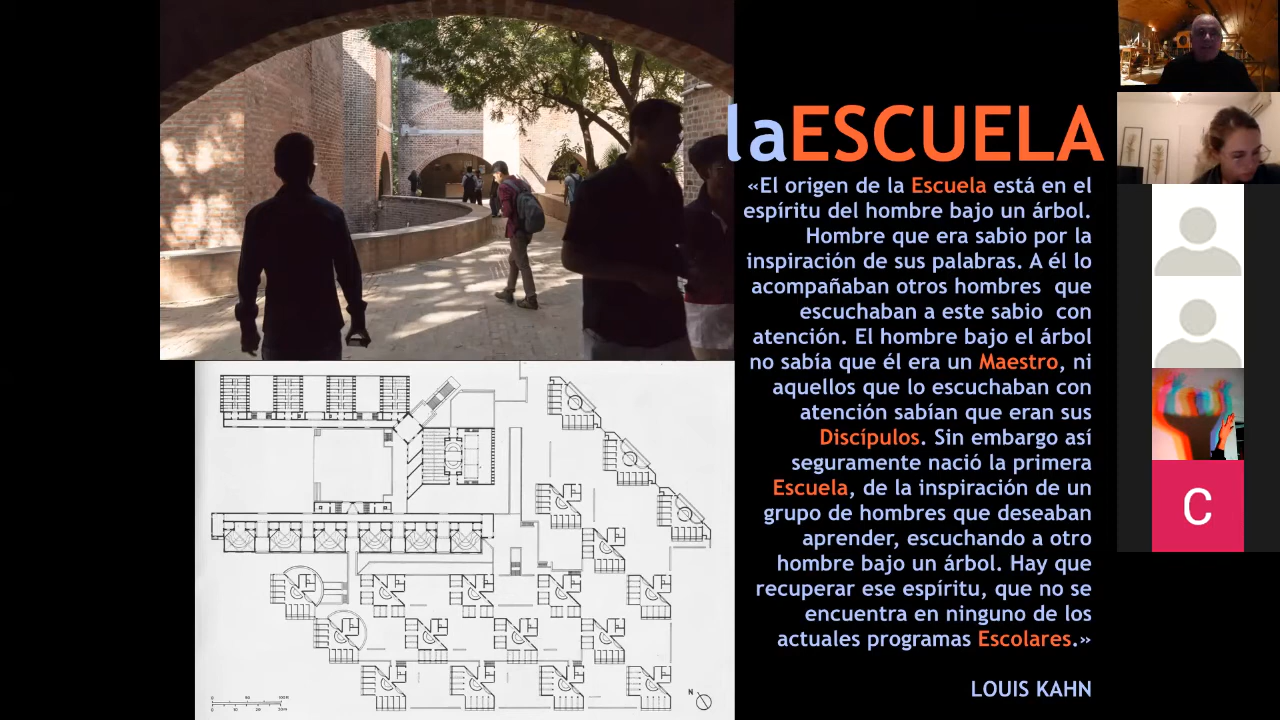 laESCUELA
«El origen de la Escuela está en el
espíritu del hombre bajo un árbol.
Hombre que era sabio por la
inspiración de sus palabras. A él lo
acompañaban otros hombres que
escuchaban a este sabio con
atención. El hombre bajo el árbol
no sabía que él era un Maestro, ni
aquellos que lo escuchaban con
atención sabían que eran sus
Discípulos. Sin embargo así
seguramente nació la primera
Escuela, de la inspiración de un
grupo de hombres que deseaban
aprender, escuchando a otro
hombre bajo un árbol. Hay que
recuperar ese espíritu, que no se
encuentra en ninguno de los
actuales programas Escolares.»
LOUIS KAHN
C
N